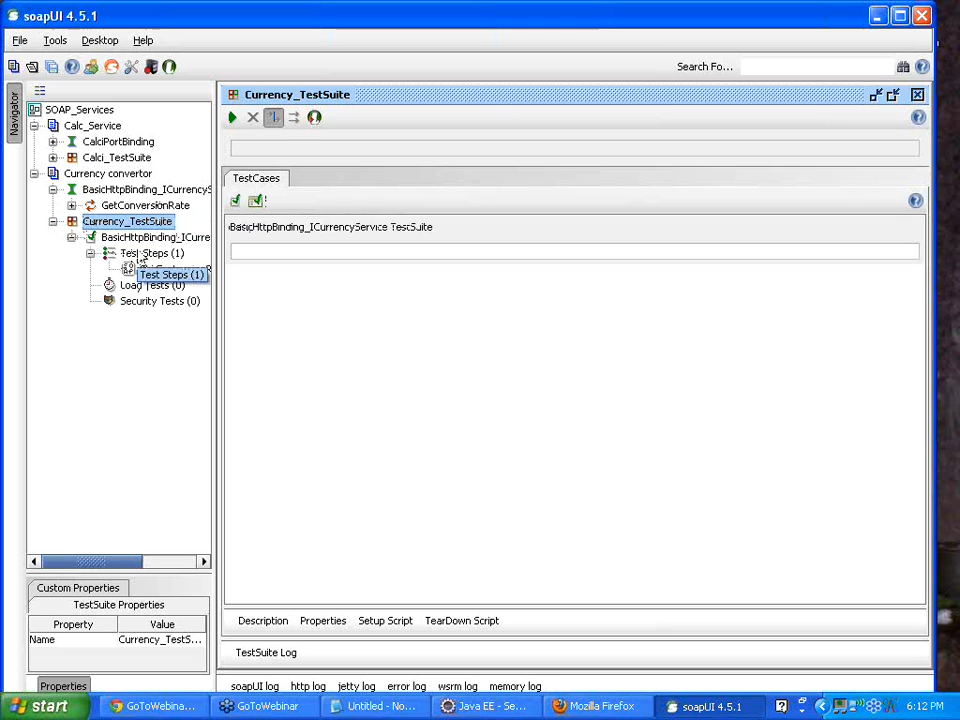 soapUI 4.5.1
File Tools Desktop Help
Search Fo...
Navigator
SOAP_Services
Calc_Service
CalciPortBinding
Calci_TestSuite
Currency convertor
BasicHttpBinding_ICurrencyS
GetConversionRate
Currency_TestSuite
BasicHttpBinding_ICurre
Test Steps (1)
Test Steps (1)
Load Tests (0)
Security Tests (0)
Custom Properties
TestSuite Properties
Property Value
Name Currency_TestS...
Properties
Currency_TestSuite
TestCases
BasicHttpBinding_ICurrencyService TestSuite
Description Properties Setup Script TearDown Script
TestSuite Log
soapUI log http log jetty log error log wsrm log memory log
start GoToWebina... GoToWebinar Untitled - No... Java EE - Se... Mozilla Firefox soapUI 4.5.1 6:12 PM